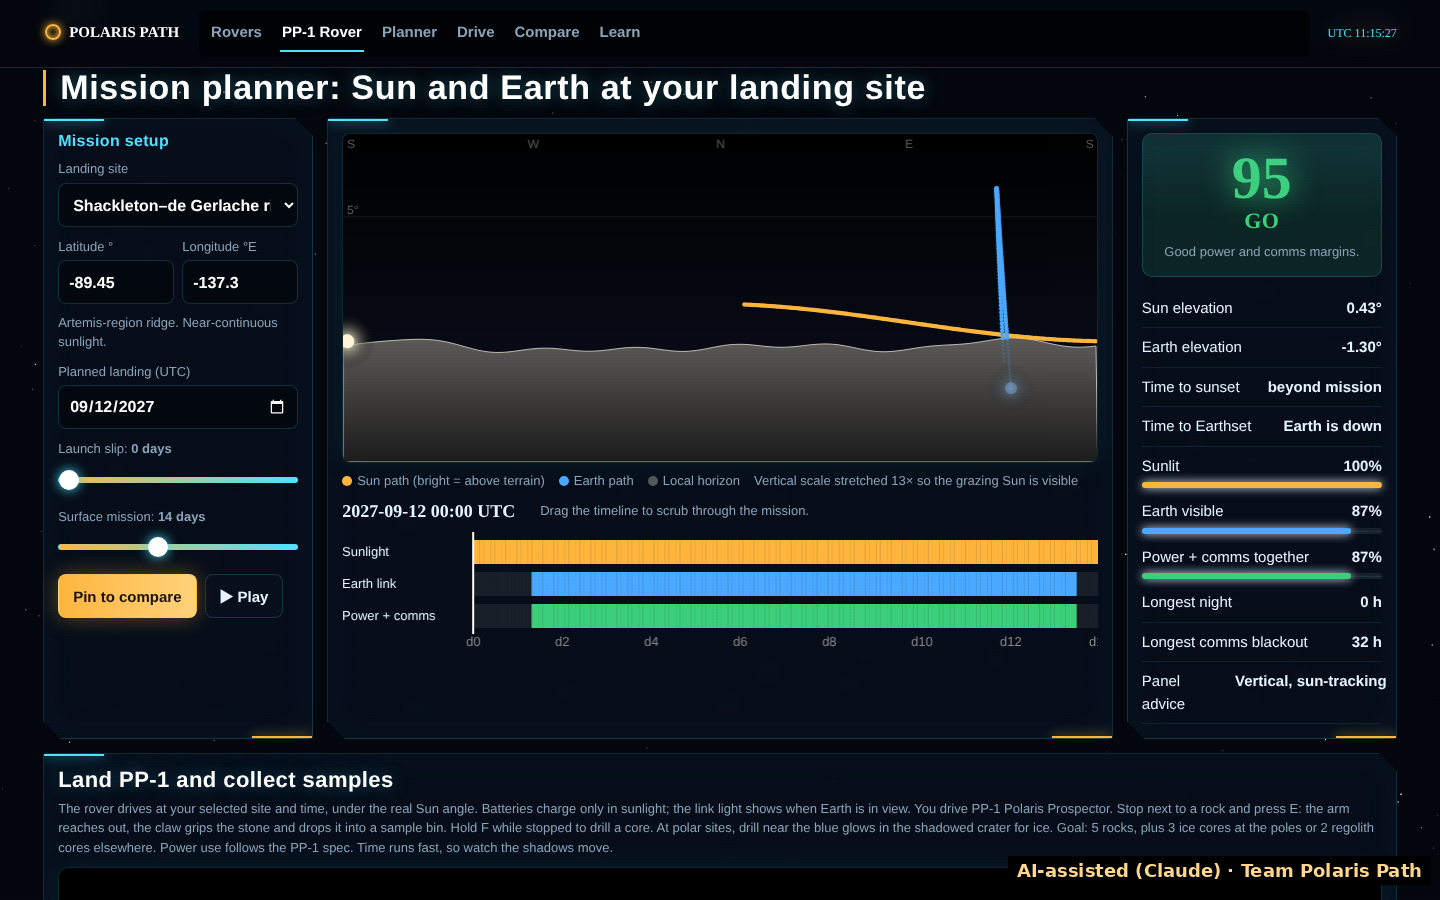 POLARIS PATH Rovers PP-1 Rover Planner Drive Compare Learn UTC 11:15:27
Mission planner: Sun and Earth at your landing site
Mission setup
Landing site
Shackleton–de Gerlache
Latitude ° Longitude °E
-89.45 -137.3
Artemis-region ridge. Near-continuous
sunlight.
Planned landing (UTC)
09/12/2027
Launch slip: 0 days
Surface mission: 14 days
Pin to compare ▶ Play
S W N E S
5°
Sun path (bright = above terrain) Earth path Local horizon Vertical scale stretched 13× so the grazing Sun is visible
2027-09-12 00:00 UTC Drag the timeline to scrub through the mission.
Sunlight
Earth link
Power + comms
d0 d2 d4 d6 d8 d10 d12
95
GO
Good power and comms margins.
Sun elevation 0.43°
Earth elevation -1.30°
Time to sunset beyond mission
Time to Earthset Earth is down
Sunlit 100%
Earth visible 87%
Power + comms together 87%
Longest night 0 h
Longest comms blackout 32 h
Panel advice Vertical, sun-tracking
Land PP-1 and collect samples
The rover drives at your selected site and time, under the real Sun angle. Batteries charge only in sunlight; the link light shows when Earth is in view. You drive PP-1 Polaris Prospector. Stop next to a rock and press E: the arm
reaches out, the claw grips the stone and drops it into a sample bin. Hold F while stopped to drill a core. At polar sites, drill near the blue glows in the shadowed crater for ice. Goal: 5 rocks, plus 3 ice cores at the poles or 2 regolith
cores elsewhere. Power use follows the PP-1 spec. Time runs fast, so watch the shadows move.
AI-assisted (Claude) · Team Polaris Path